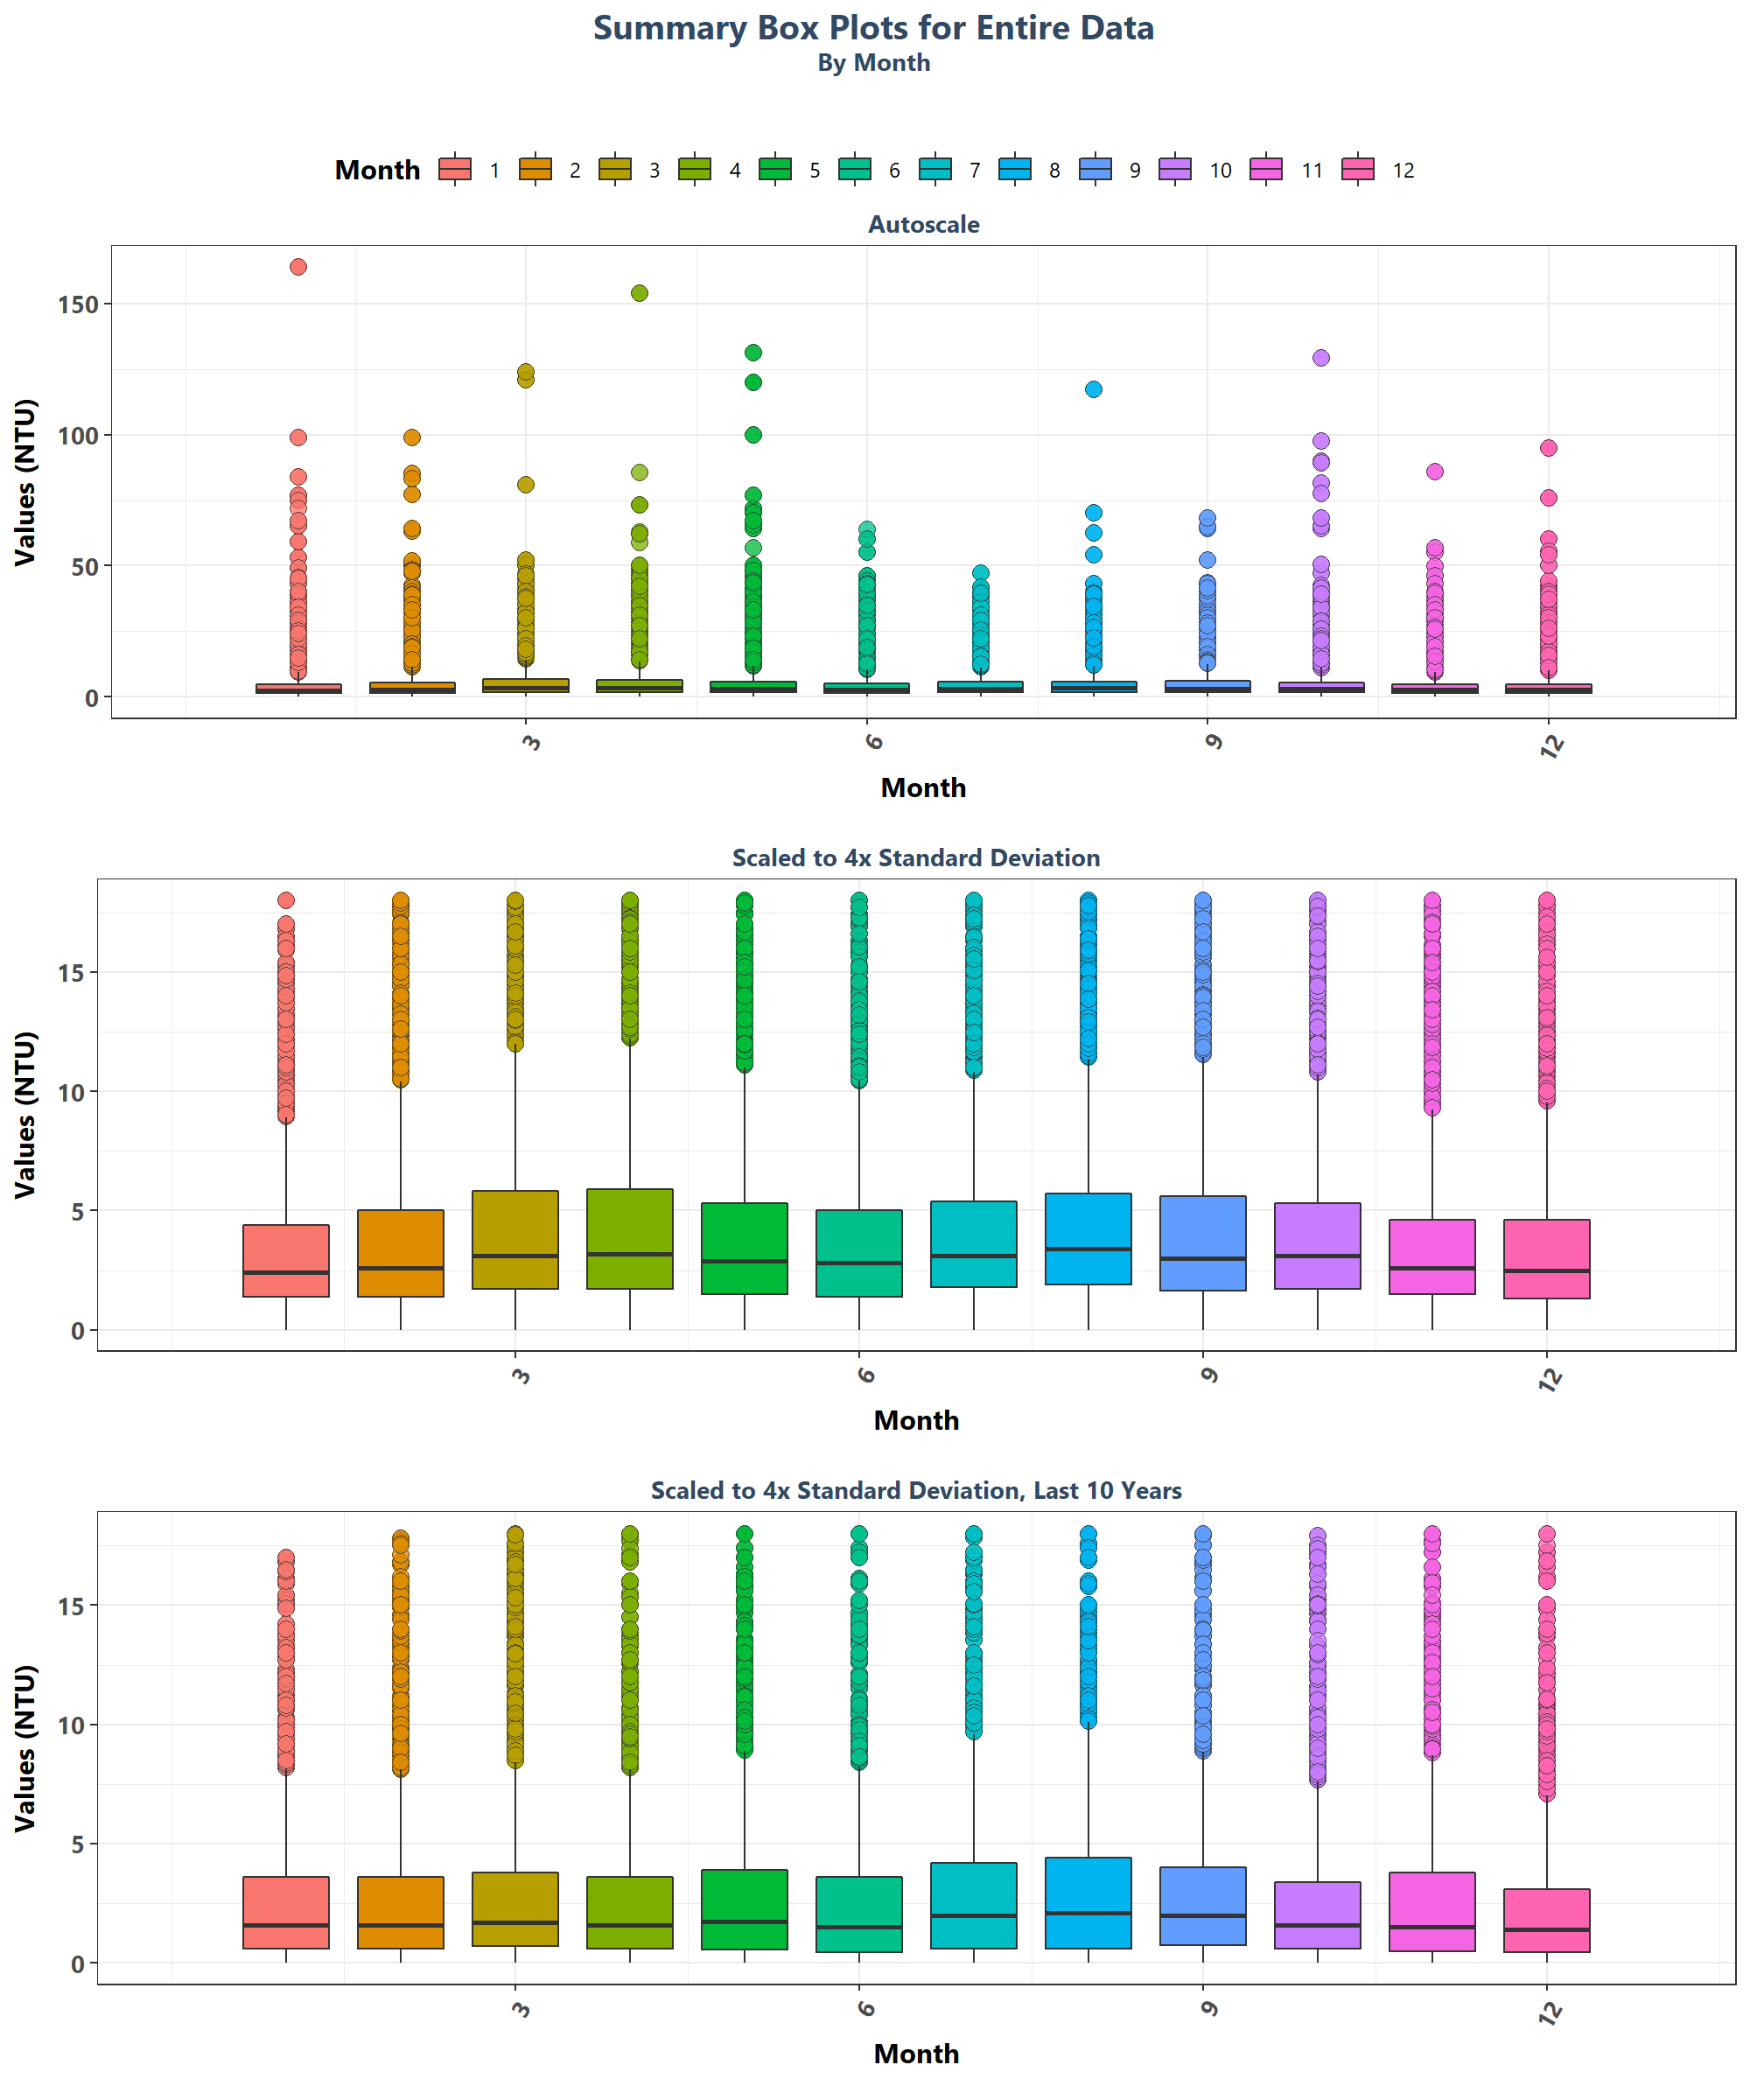 Summary Box Plots for Entire Data
By Month
Month 1 2 3 4 5 6 7 8 9 10 11 12
Autoscale
Values (NTU)
150
100
50
0
3 6 9 12
Month
Scaled to 4x Standard Deviation
Values (NTU)
15
10
5
0
3 6 9 12
Month
Scaled to 4x Standard Deviation, Last 10 Years
Values (NTU)
15
10
5
0
3 6 9 12
Month